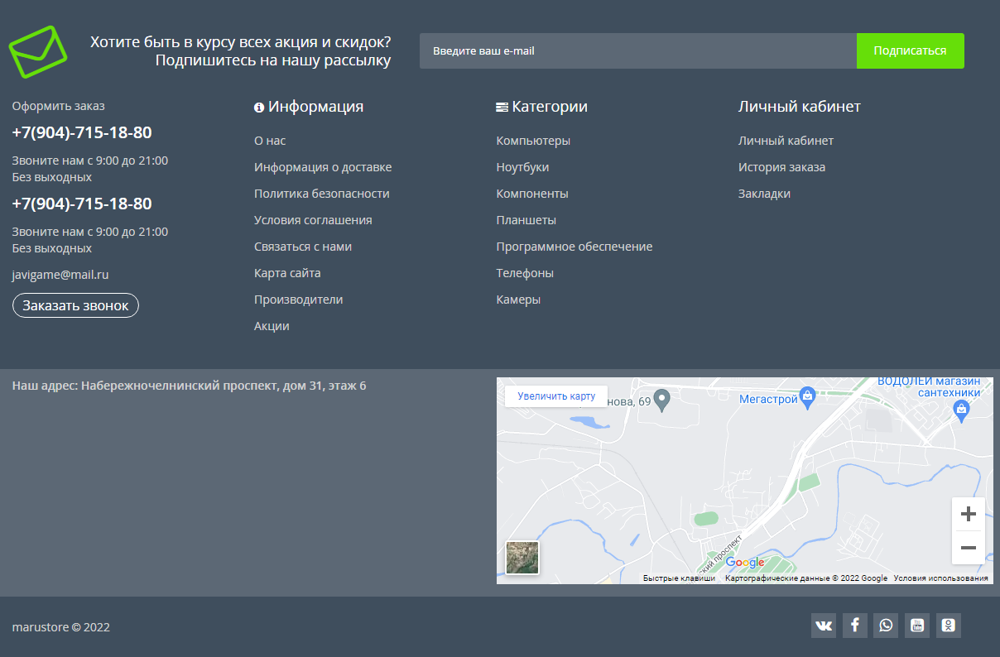 Хотите быть в курсу всех акция и скидок?
Подпишитесь на нашу рассылку
Введите ваш e-mail
Подписаться
Оформить заказ
+7(904)-715-18-80
Звоните нам с 9:00 до 21:00
Без выходных
+7(904)-715-18-80
Звоните нам с 9:00 до 21:00
Без выходных
javigame@mail.ru
Заказать звонок
Информация
О нас
Информация о доставке
Политика безопасности
Условия соглашения
Связаться с нами
Карта сайта
Производители
Акции
Категории
Компьютеры
Ноутбуки
Компоненты
Планшеты
Программное обеспечение
Телефоны
Камеры
Личный кабинет
Личный кабинет
История заказа
Закладки
Наш адрес: Набережночелнинский проспект, дом 31, этаж 6
Увеличить карту
нова, 69
Мегастрой
ВОДОЛЕЙ магазин
сантехники
ский проспект
Google
Быстрые клавиши
Картографические данные © 2022 Google
Условия использования
marustore © 2022
You
Tube